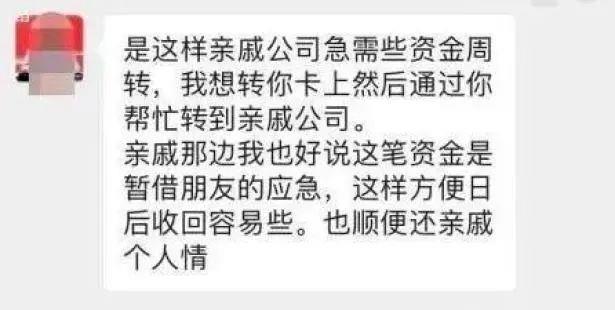 是这样亲戚公司急需些资金周
转，我想转你卡上然后通过你
帮忙转到亲戚公司。
亲戚那边我也好说这笔资金是
暂借朋友的应急，这样方便日
后收回容易些。也顺便还亲戚
个人情